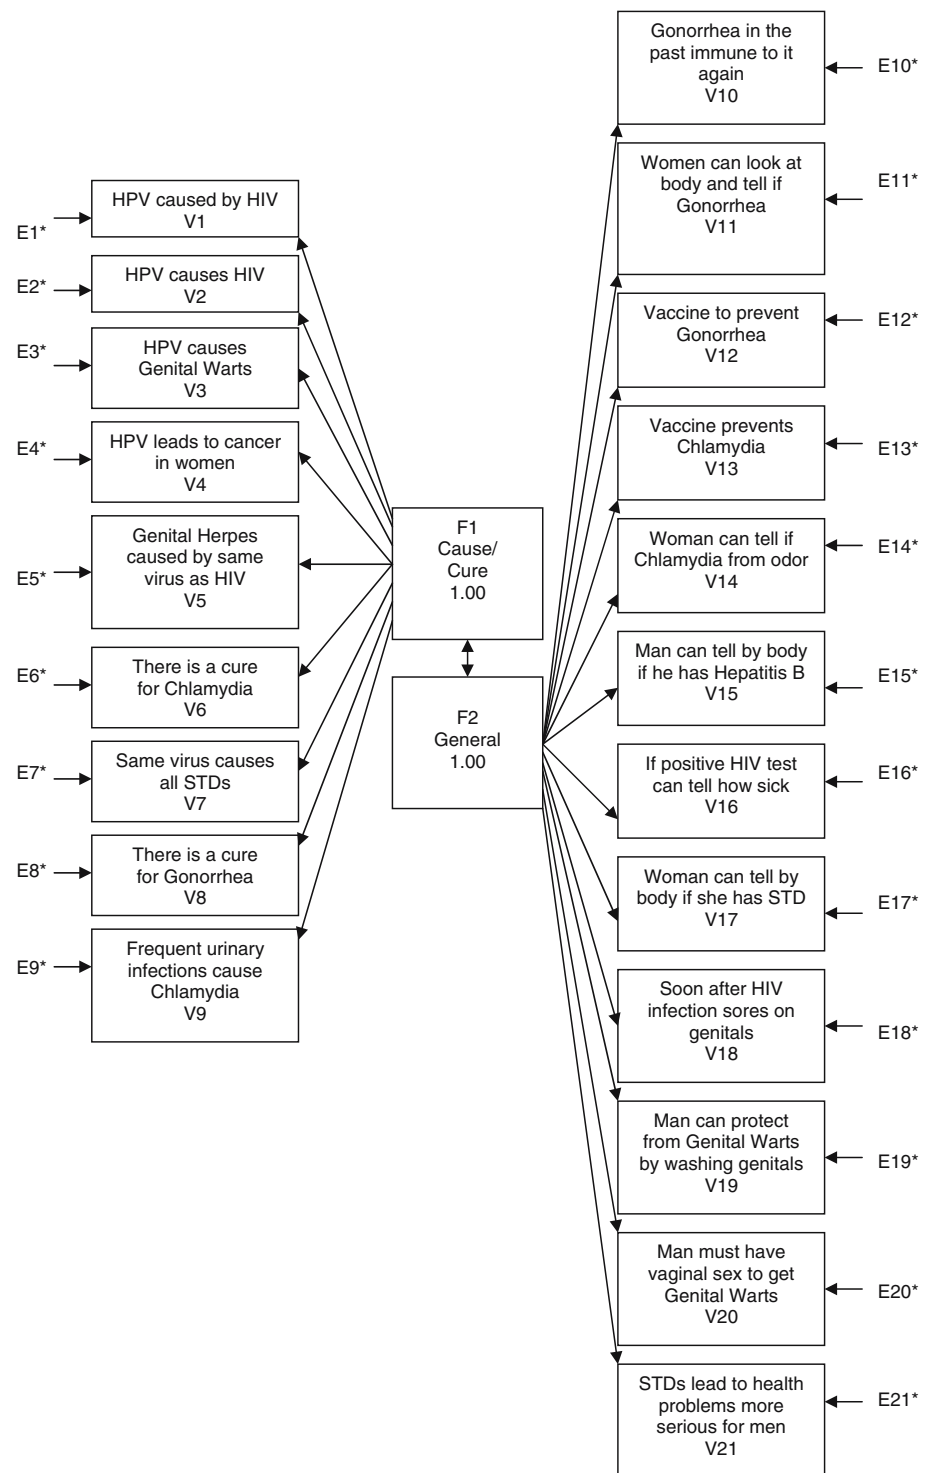 E1*
HPV caused by HIV
V1
E2*
HPV causes HIV
V2
E3*
HPV causes
Genital Warts
V3
E4*
HPV leads to cancer
in women
V4
E5*
Genital Herpes
caused by same
virus as HIV
V5
E6*
There is a cure
for Chlamydia
V6
E7*
Same virus causes
all STDs
V7
E8*
There is a cure
for Gonorrhea
V8
E9*
Frequent urinary
infections cause
Chlamydia
V9
F1
Cause/
Cure
1.00
F2
General
1.00
Gonorrhea in the
past immune to it
again
V10
E10*
Women can look at
body and tell if
Gonorrhea
V11
E11*
Vaccine to prevent
Gonorrhea
V12
E12*
Vaccine prevents
Chlamydia
V13
E13*
Woman can tell if
Chlamydia from odor
V14
E14*
Man can tell by body
if he has Hepatitis B
V15
E15*
If positive HIV test
can tell how sick
V16
E16*
Woman can tell by
body if she has STD
V17
E17*
Soon after HIV
infection sores on
genitals
V18
E18*
Man can protect
from Genital Warts
by washing genitals
V19
E19*
Man must have
vaginal sex to get
Genital Warts
V20
E20*
STDs lead to health
problems more
serious for men
V21
E21*